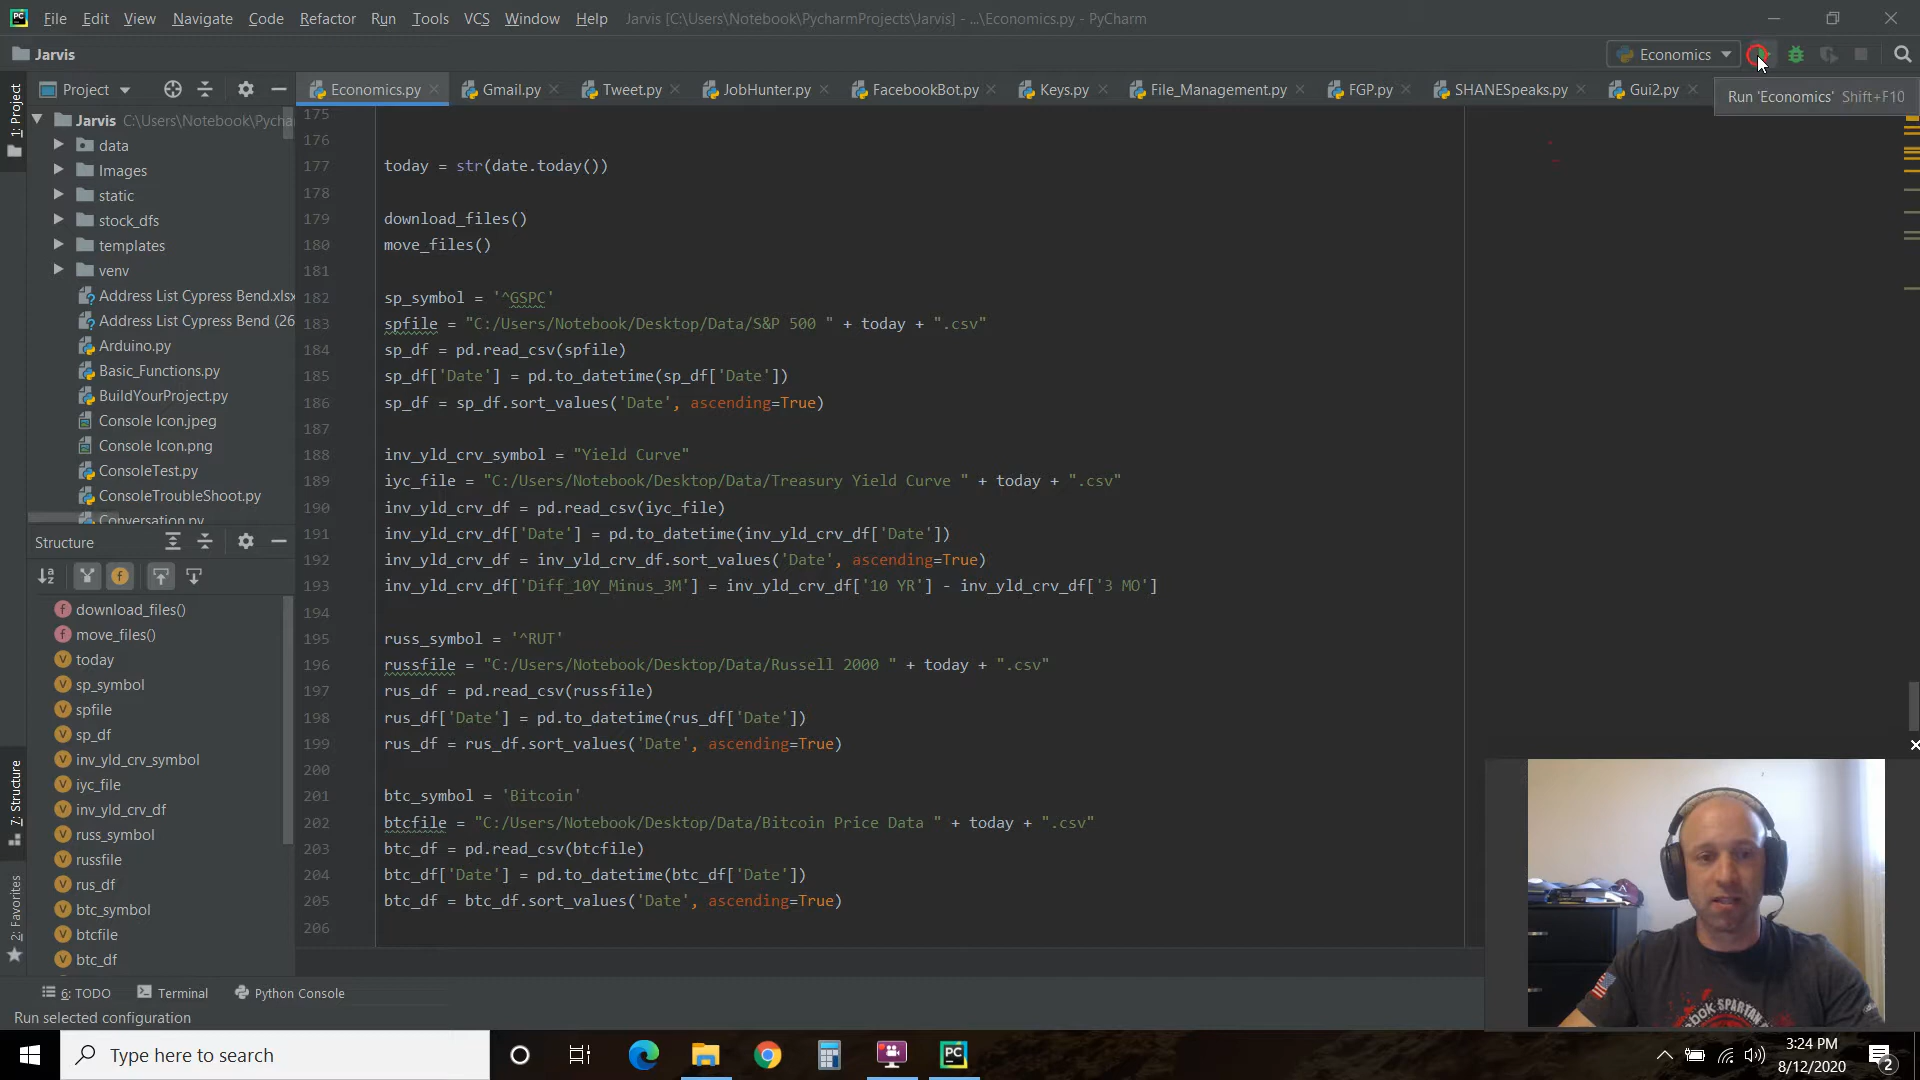 File Edit View Navigate Code Refactor Run Tools VCS Window Help Jarvis [C:\Users\Notebook\PycharmProjects\Jarvis] - ...\Economics.py - PyCharm
Jarvis
Economics
Project
Economics.py Gmail.py Tweet.py JobHunter.py FacebookBot.py Keys.py File_Management.py FGP.py SHANESpeaks.py Gui2.py
Run 'Economics' Shift+F10
1: Project
Jarvis C:\Users\Notebook\Pycha
data
Images
static
stock_dfs
templates
venv
Address List Cypress Bend.xlsx
Address List Cypress Bend (26
Arduino.py
Basic_Functions.py
BuildYourProject.py
Console Icon.jpeg
Console Icon.png
ConsoleTest.py
ConsoleTroubleShoot.py
Conversation.py
Structure
download_files()
move_files()
today
sp_symbol
spfile
sp_df
inv_yld_crv_symbol
iyc_file
inv_yld_crv_df
russ_symbol
russfile
rus_df
btc_symbol
btcfile
btc_df
7: Structure
2: Favorites
175
176
177 today = str(date.today())
178
179 download_files()
180 move_files()
181
182 sp_symbol = '^GSPC'
183 spfile = "C:/Users/Notebook/Desktop/Data/S&P 500 " + today + ".csv"
184 sp_df = pd.read_csv(spfile)
185 sp_df['Date'] = pd.to_datetime(sp_df['Date'])
186 sp_df = sp_df.sort_values('Date', ascending=True)
187
188 inv_yld_crv_symbol = "Yield Curve"
189 iyc_file = "C:/Users/Notebook/Desktop/Data/Treasury Yield Curve " + today + ".csv"
190 inv_yld_crv_df = pd.read_csv(iyc_file)
191 inv_yld_crv_df['Date'] = pd.to_datetime(inv_yld_crv_df['Date'])
192 inv_yld_crv_df = inv_yld_crv_df.sort_values('Date', ascending=True)
193 inv_yld_crv_df['Diff_10Y_Minus_3M'] = inv_yld_crv_df['10 YR'] - inv_yld_crv_df['3 MO']
194
195 russ_symbol = '^RUT'
196 russfile = "C:/Users/Notebook/Desktop/Data/Russell 2000 " + today + ".csv"
197 rus_df = pd.read_csv(russfile)
198 rus_df['Date'] = pd.to_datetime(rus_df['Date'])
199 rus_df = rus_df.sort_values('Date', ascending=True)
200
201 btc_symbol = 'Bitcoin'
202 btcfile = "C:/Users/Notebook/Desktop/Data/Bitcoin Price Data " + today + ".csv"
203 btc_df = pd.read_csv(btcfile)
204 btc_df['Date'] = pd.to_datetime(btc_df['Date'])
205 btc_df = btc_df.sort_values('Date', ascending=True)
206
SPARTAN
6: TODO Terminal Python Console
Run selected configuration
Type here to search
PC
3:24 PM
8/12/2020
2